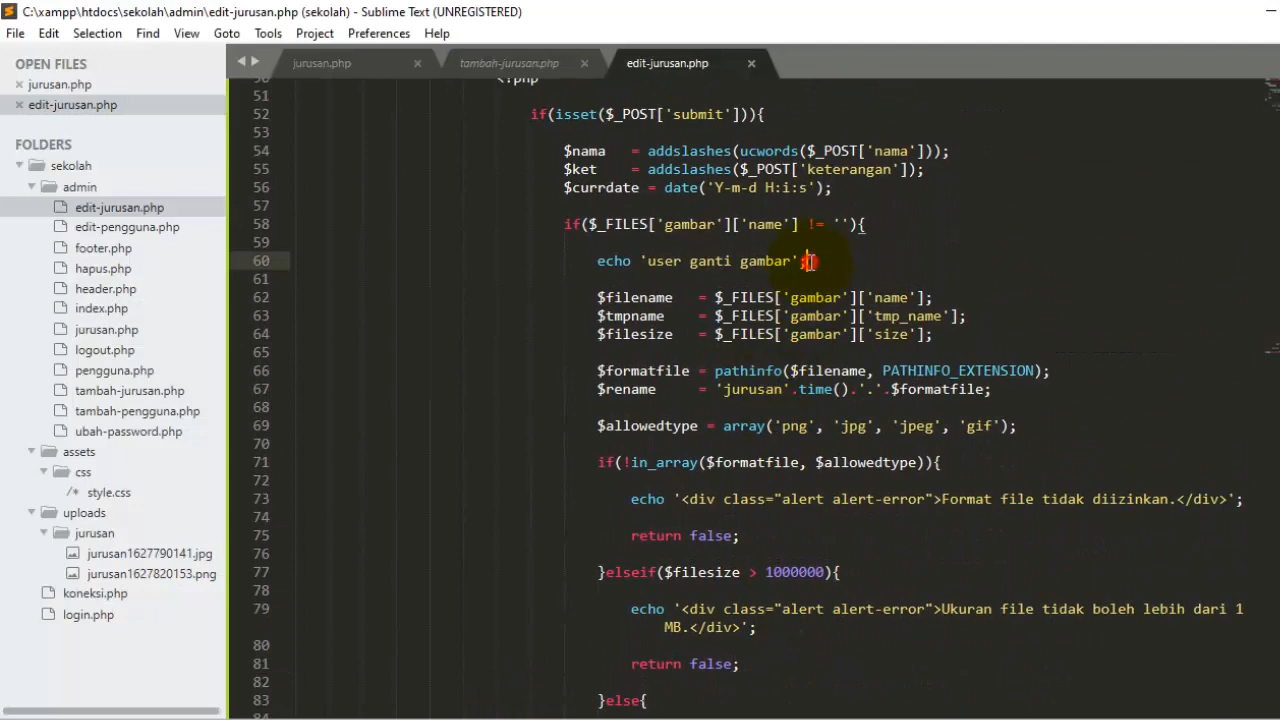 C:\xampp\htdocs\sekolah\admin\edit-jurusan.php (sekolah) - Sublime Text (UNREGISTERED)
File Edit Selection Find View Goto Tools Project Preferences Help
OPEN FILES
jurusan.php
edit-jurusan.php
FOLDERS
sekolah
admin
edit-jurusan.php
edit-pengguna.php
footer.php
hapus.php
header.php
index.php
jurusan.php
logout.php
pengguna.php
tambah-jurusan.php
tambah-pengguna.php
ubah-password.php
assets
css
/* style.css
uploads
jurusan
jurusan1627790141.jpg
jurusan1627820153.png
koneksi.php
login.php
jurusan.php tambah-jurusan.php edit-jurusan.php
50 <?php
51
52 if(isset($_POST['submit'])){
53
54 $nama = addslashes(ucwords($_POST['nama']));
55 $ket = addslashes($_POST['keterangan']);
56 $currdate = date('Y-m-d H:i:s');
57
58 if($_FILES['gambar']['name'] != ''){
59
60 echo 'user ganti gambar';
61
62 $filename = $_FILES['gambar']['name'];
63 $tmpname = $_FILES['gambar']['tmp_name'];
64 $filesize = $_FILES['gambar']['size'];
65
66 $formatfile = pathinfo($filename, PATHINFO_EXTENSION);
67 $rename = 'jurusan'.time().'.'.$formatfile;
68
69 $allowedtype = array('png', 'jpg', 'jpeg', 'gif');
70
71 if(!in_array($formatfile, $allowedtype)){
72
73 echo '<div class="alert alert-error">Format file tidak diizinkan.</div>';
74
75 return false;
76
77 }elseif($filesize > 1000000){
78
79 echo '<div class="alert alert-error">Ukuran file tidak boleh lebih dari 1
MB.</div>';
80
81 return false;
82
83 }else{
84